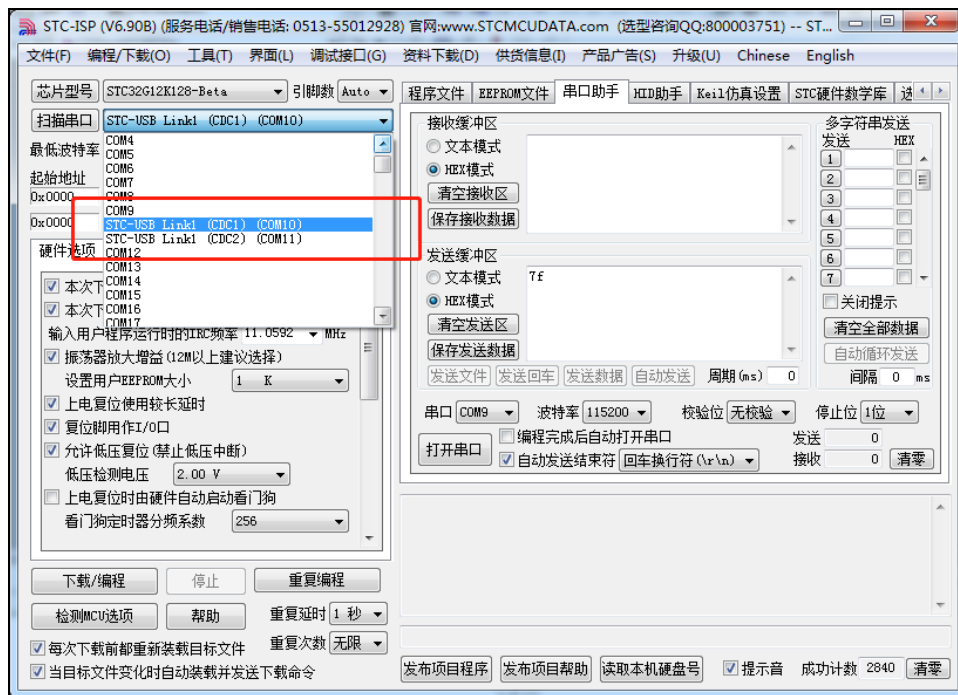 STC-ISP (V6.90B) (服务电话/销售电话: 0513-55012928) 官网:www.STCMCUDATA.com (选型咨询QQ:800003751) -- ST...
文件(F) 编程/下载(O) 工具(T) 界面(L) 调试接口(G) 资料下载(D) 供货信息(I) 产品广告(S) 升级(U) Chinese English
芯片型号 STC32G12K128-Beta 引脚数 Auto
扫描串口 STC-USB Link1 (CDC1) (COM10)
最低波特率
起始地址
0x0000
0x0000
COM4
COM5
COM6
COM7
COM8
COM9
STC-USB Link1 (CDC1) (COM10)
STC-USB Link1 (CDC2) (COM11)
COM12
COM13
COM14
COM15
COM16
COM17
硬件选项
本次下
本次下
输入用户程序运行时的IRC频率 11.0592 MHz
振荡器放大增益(12M以上建议选择)
设置用户EEPROM大小 1 K
上电复位使用较长延时
复位脚用作I/O口
允许低压复位(禁止低压中断)
低压检测电压 2.00 V
上电复位时由硬件自动启动看门狗
看门狗定时器分频系数 256
下载/编程 停止 重复编程
检测MCU选项 帮助 重复延时 1 秒
每次下载前都重新装载目标文件 重复次数 无限
当目标文件变化时自动装载并发送下载命令
程序文件 EEPROM文件 串口助手 HID助手 Keil仿真设置 STC硬件数学库
接收缓冲区
文本模式
HEX模式
清空接收区
保存接收数据
发送缓冲区
文本模式 7f
HEX模式
清空发送区
保存发送数据
发送文件 发送回车 发送数据 自动发送 周期(ms) 0
多字符串发送
发送 HEX
1
2
3
4
5
6
7
关闭提示
清空全部数据
自动循环发送
间隔 0 ms
串口 COM9 波特率 115200 校验位 无校验 停止位 1位
打开串口 编程完成后自动打开串口 发送 0
自动发送结束符 回车换行符(\r\n) 接收 0 清零
发布项目程序 发布项目帮助 读取本机硬盘号 提示音 成功计数 2840 清零